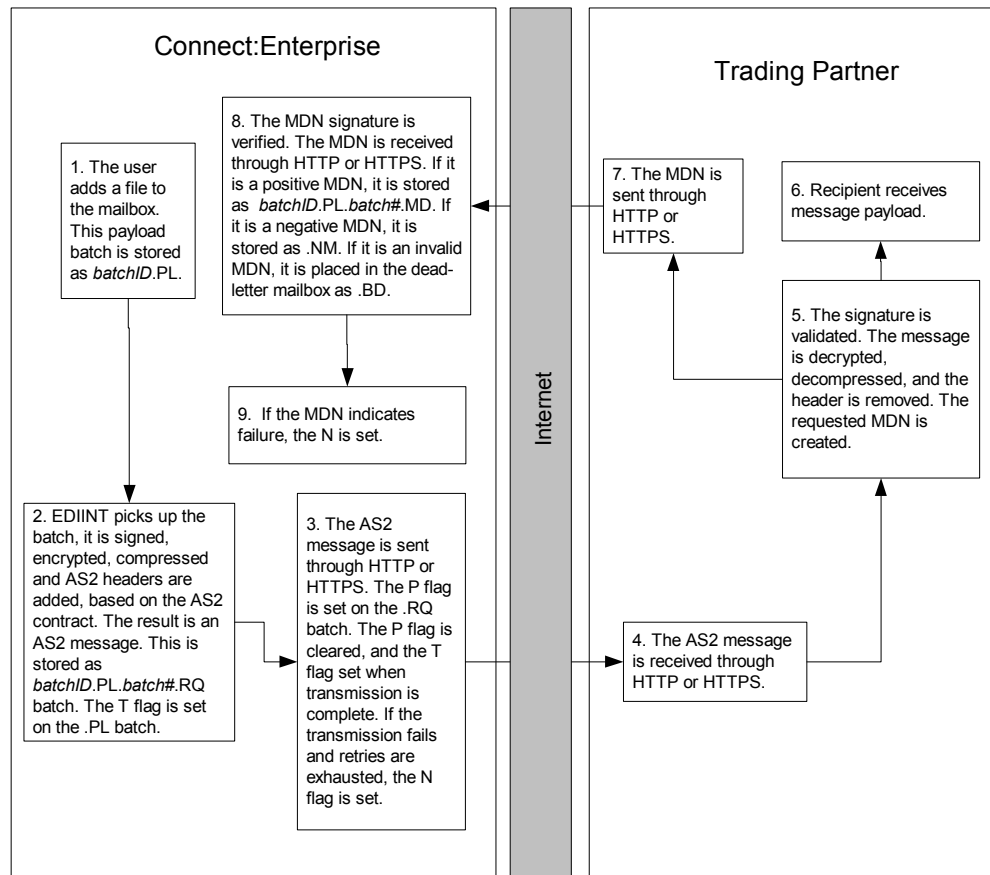 Connect:Enterprise
1. The user
adds a file to
the mailbox.
This payload
batch is stored
as batchID.PL.
8. The MDN signature is
verified. The MDN is received
through HTTP or HTTPS. If it
is a positive MDN, it is stored
as batchID.PL.batch#.MD. If
it is a negative MDN, it is
stored as .NM. If it is an invalid
MDN, it is placed in the dead-
letter mailbox as .BD.
9. If the MDN indicates
failure, the N is set.
2. EDIINT picks up the
batch, it is signed,
encrypted, compressed
and AS2 headers are
added, based on the AS2
contract. The result is an
AS2 message. This is
stored as
batchID.PL.batch#.RQ
batch. The T flag is set
on the .PL batch.
3. The AS2
message is sent
through HTTP or
HTTPS. The P flag
is set on the .RQ
batch. The P flag is
cleared, and the T
flag set when
transmission is
complete. If the
transmission fails
and retries are
exhausted, the N
flag is set.
Internet
Trading Partner
7. The MDN is
sent through
HTTP or
HTTPS.
6. Recipient receives
message payload.
5. The signature is
validated. The message
is decrypted,
decompressed, and the
header is removed. The
requested MDN is
created.
4. The AS2 message
is received through
HTTP or HTTPS.